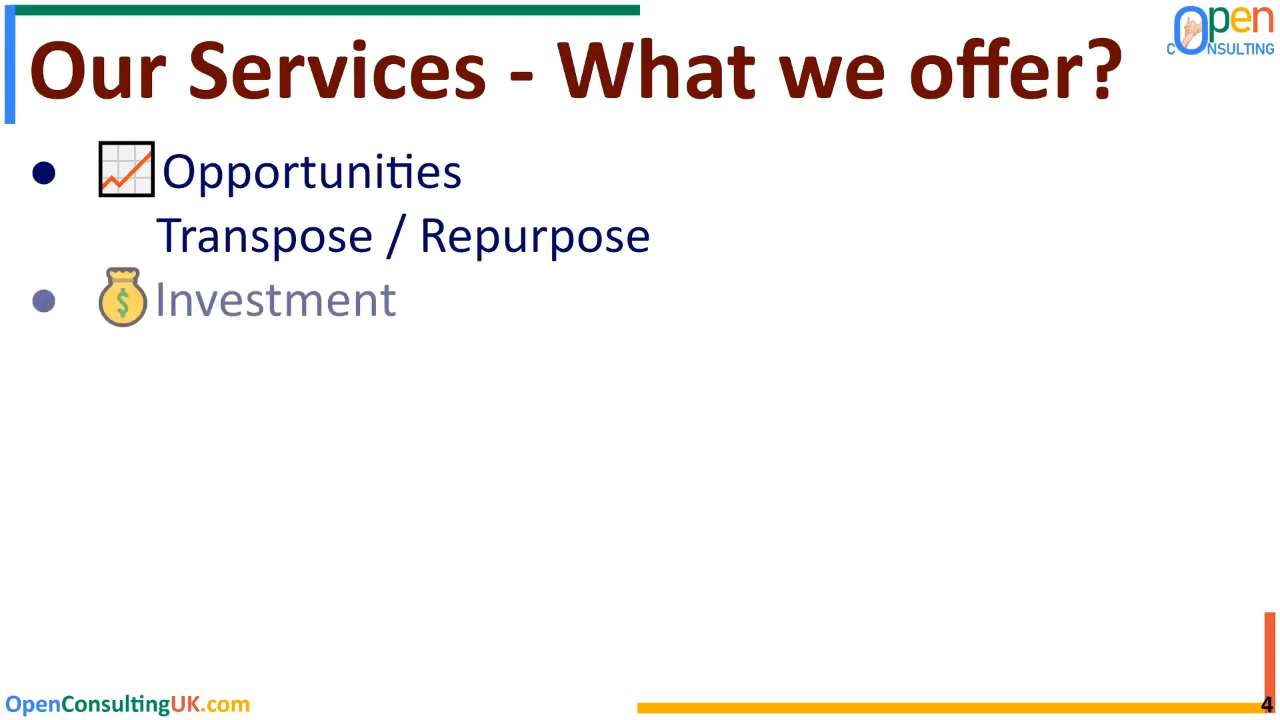 Our Services - What we offer?
Open
CONSULTING
● 📈Opportunities
Transpose / Repurpose
● 💰Investment
OpenConsultingUK.com
4